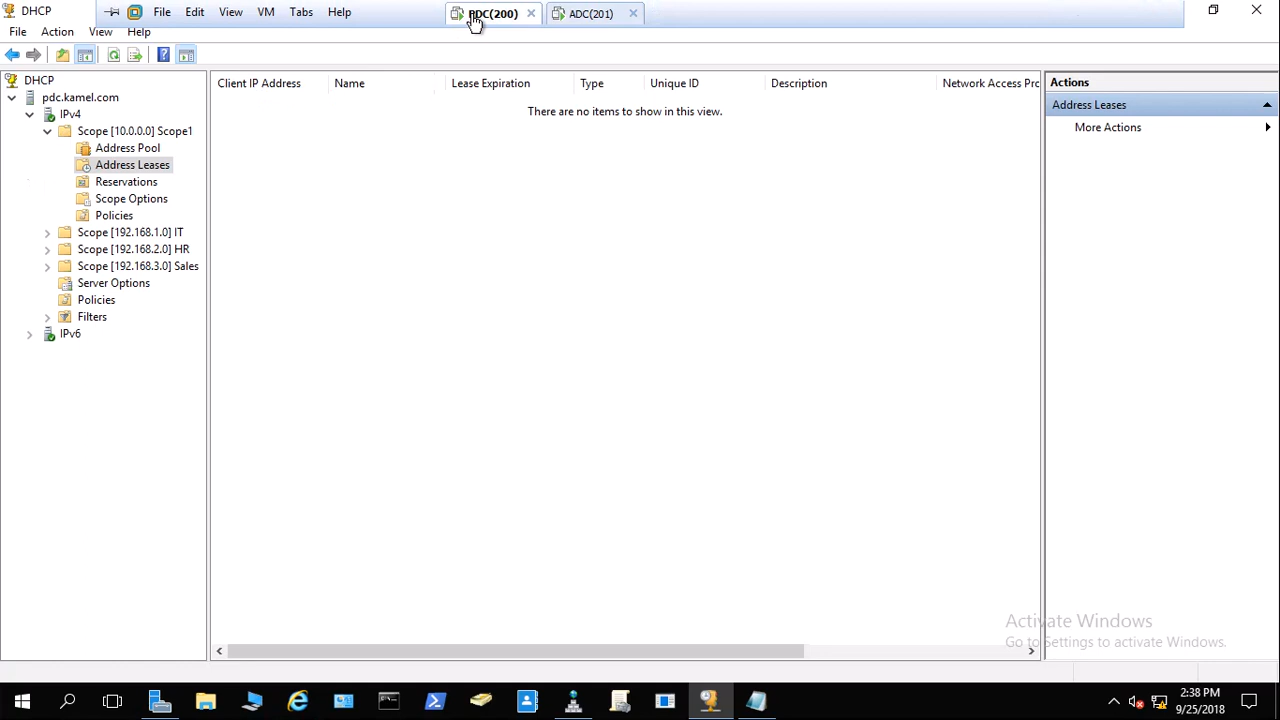 DHCP
File Edit View VM Tabs Help
PDC(200)
ADC(201)
File Action View Help
DHCP
pdc.kamel.com
IPv4
Scope [10.0.0.0] Scope1
Address Pool
Address Leases
Reservations
Scope Options
Policies
Scope [192.168.1.0] IT
Scope [192.168.2.0] HR
Scope [192.168.3.0] Sales
Server Options
Policies
Filters
IPv6
Client IP Address Name Lease Expiration Type Unique ID Description Network Access Prc
There are no items to show in this view.
Actions
Address Leases
More Actions
Activate Windows
Go to Settings to activate Windows.
2:38 PM
9/25/2018